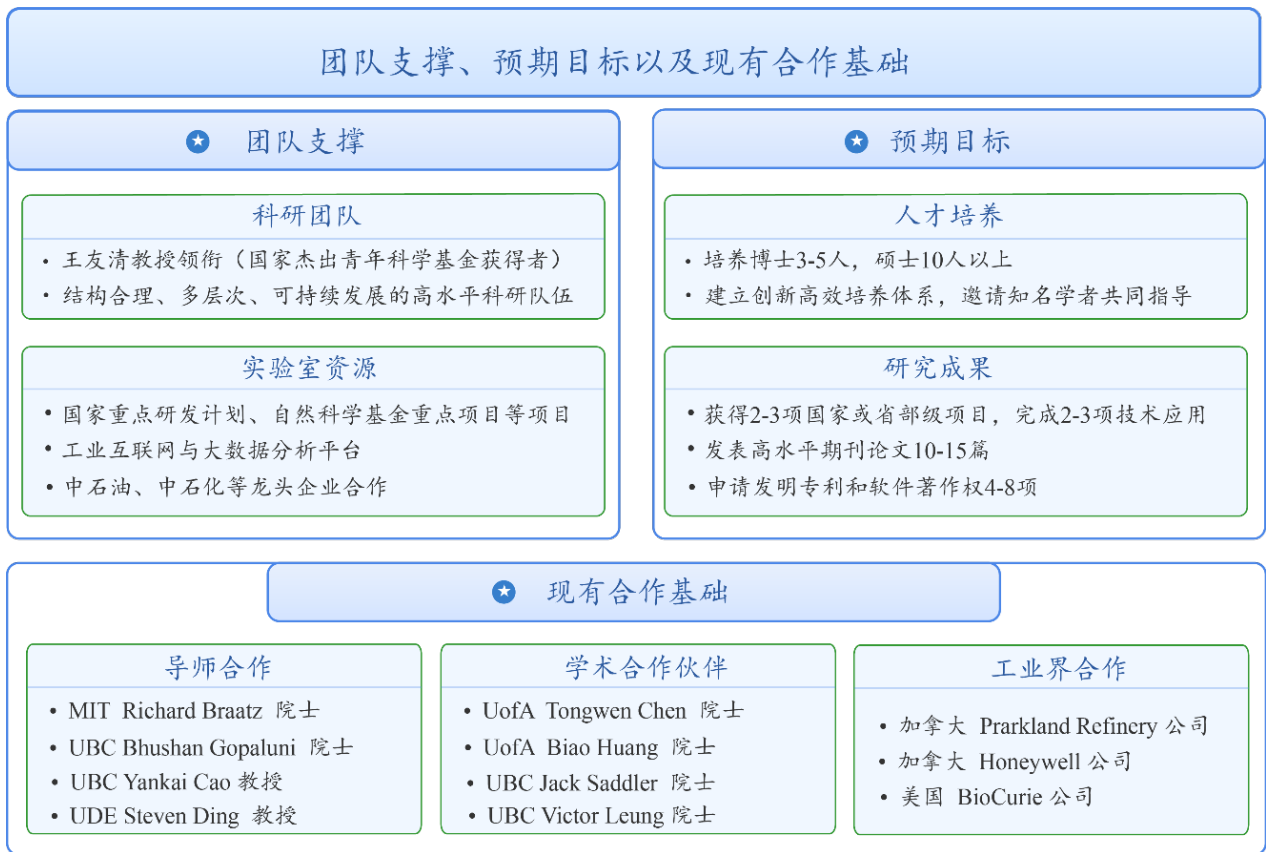 团队支撑、预期目标以及现有合作基础
团队支撑
科研团队
· 王友清教授领衔（国家杰出青年科学基金获得者）
· 结构合理、多层次、可持续发展的高水平科研队伍
实验室资源
• 国家重点研发计划、自然科学基金重点项目等项目
• 工业互联网与大数据分析平台
• 中石油、中石化等龙头企业合作
预期目标
人才培养
· 培养博士3-5人，硕士10人以上
· 建立创新高效培养体系，邀请知名学者共同指导
研究成果
• 获得2-3项国家或省部级项目，完成2-3项技术应用
• 发表高水平期刊论文10-15篇
• 申请发明专利和软件著作权4-8项
现有合作基础
导师合作
• MIT Richard Braatz 院士
• UBC Bhushan Gopaluni 院士
• UBC Yankai Cao 教授
• UDE Steven Ding 教授
学术合作伙伴
• UofA Tongwen Chen 院士
• UofA Biao Huang 院士
• UBC Jack Saddler 院士
• UBC Victor Leung 院士
工业界合作
• 加拿大 Prarkland Refinery 公司
• 加拿大 Honeywell 公司
• 美国 BioCurie 公司